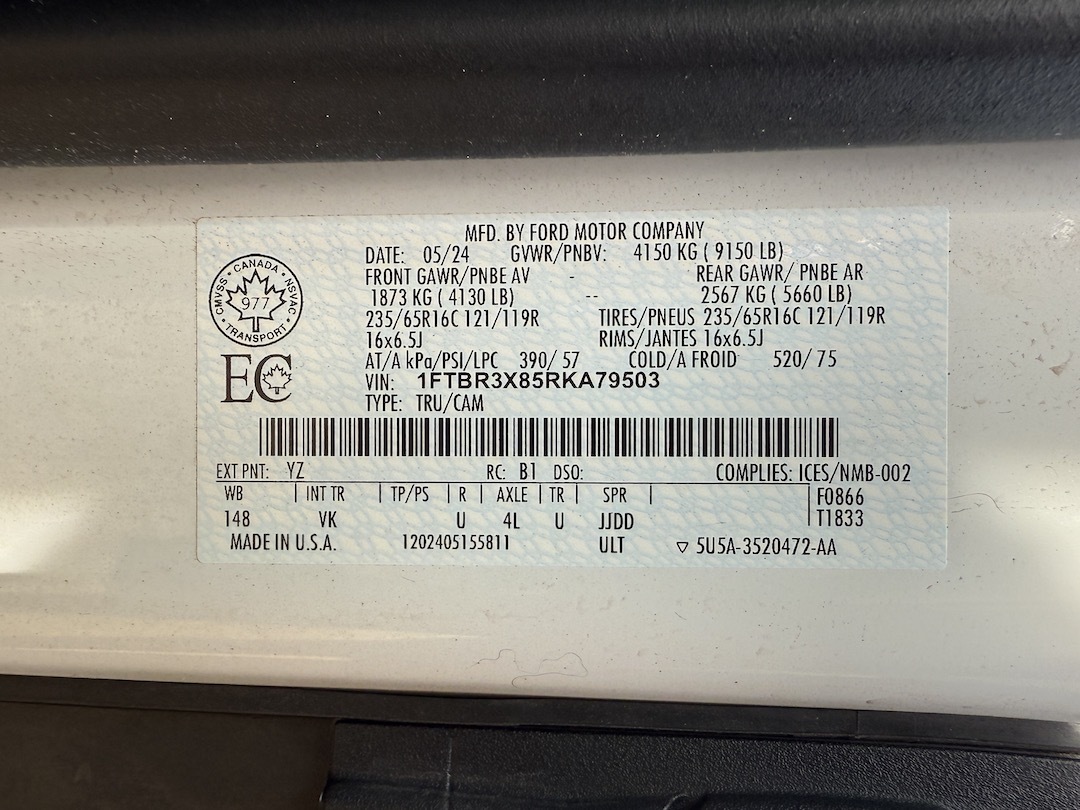 MFD. BY FORD MOTOR COMPANY
DATE: 05/24 GVWR/PNBV: 4150 KG ( 9150 LB)
FRONT GAWR/PNBE AV - REAR GAWR/ PNBE AR
1873 KG ( 4130 LB) -- 2567 KG ( 5660 LB)
235/65R16C 121/119R TIRES/PNEUS 235/65R16C 121/119R
16x6.5J RIMS/JANTES 16x6.5J
AT/A kPa/PSI/LPC 390/ 57 COLD/A FROID 520/ 75
VIN: 1FTBR3X85RKA79503
TYPE: TRU/CAM
CANADA
CMVSS NSVAC
977
TRANSPORT
EC
EXT PNT: YZ RC: B1 DSO: COMPLIES: ICES/NMB-002
WB INT TR TP/PS R AXLE TR SPR F0866
148 VK U 4L U JJDD T1833
MADE IN U.S.A. 1202405155811 ULT ▽ 5U5A-3520472-AA